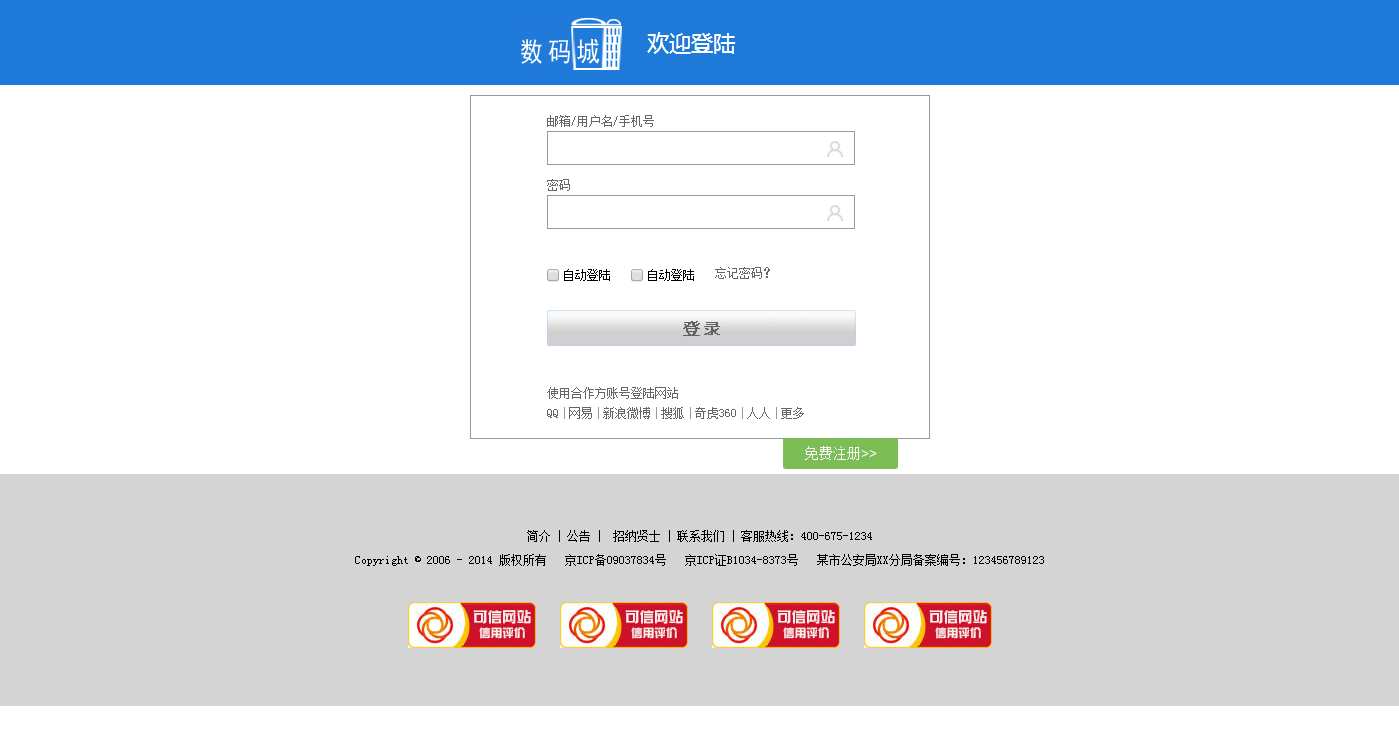 数码城 欢迎登陆
邮箱/用户名/手机号
密码
自动登陆 自动登陆 忘记密码?
登录
使用合作方账号登陆网站
QQ | 网易 | 新浪微博 | 搜狐 | 奇虎360 | 人人 | 更多
免费注册>>
简介 | 公告 | 招纳贤士 | 联系我们 | 客服热线: 400-675-1234
Copyright © 2006 - 2014 版权所有 京ICP备09037834号 京ICP证B1034-8373号 某市公安局XX分局备案编号: 123456789123
可信网站 可信网站 可信网站 可信网站
信用评价 信用评价 信用评价 信用评价